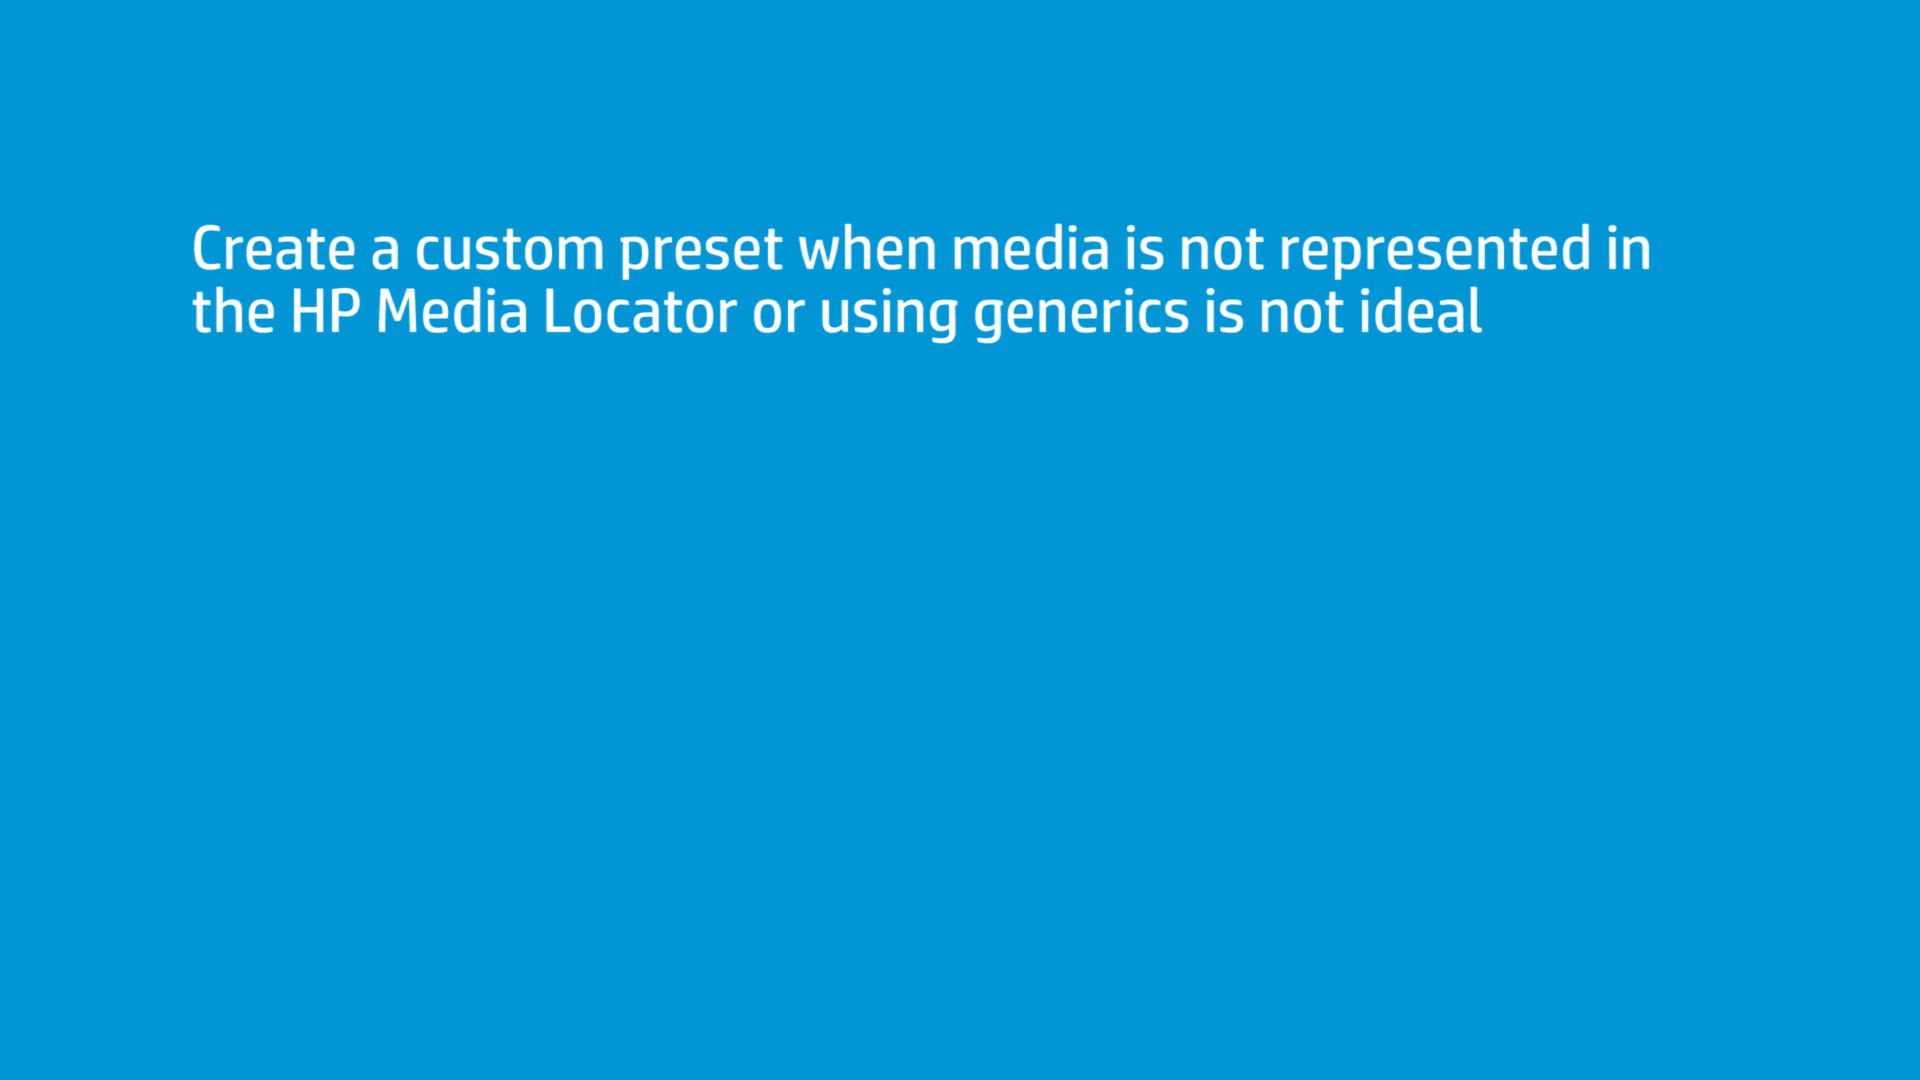 Create a custom preset when media is not represented in
the HP Media Locator or using generics is not ideal